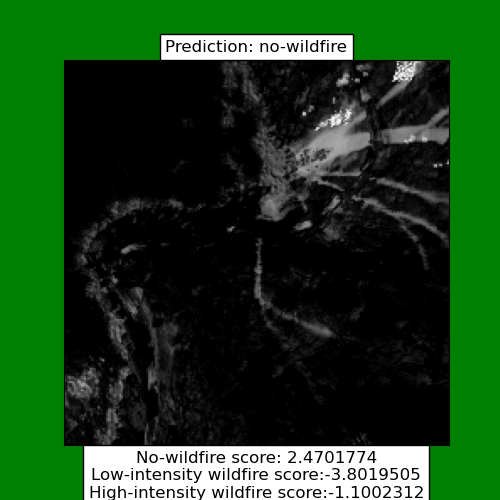 Prediction: no-wildfire
No-wildfire score: 2.4701774
Low-intensity wildfire score:-3.8019505
High-intensity wildfire score:-1.1002312